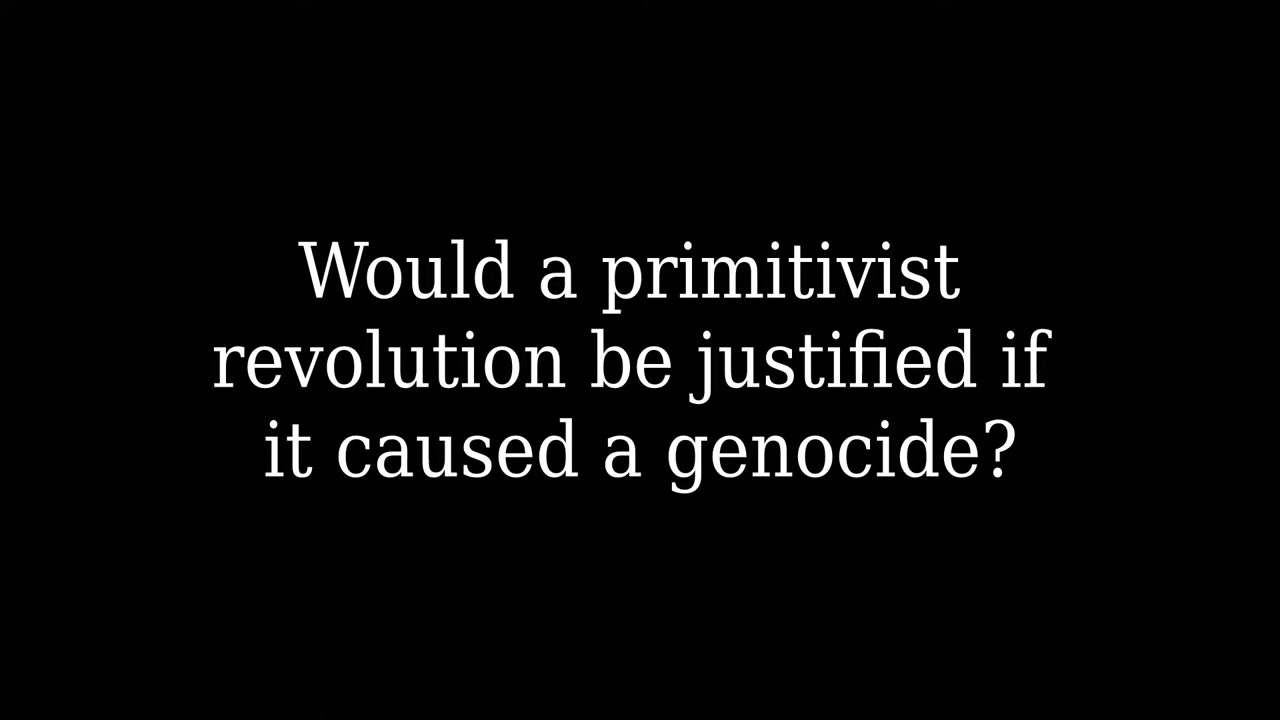 Would a primitivist
revolution be justified if
it caused a genocide?